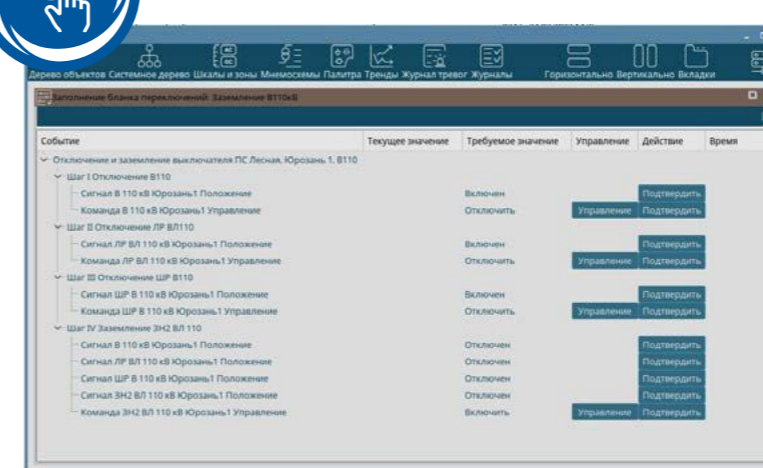 Дерево объектов Системное дерево Шкалы и зоны Мнемосхемы Палитра Тренды Журнал тревог Журналы Горизонтально Вертикально Вкладки
Заполнение бланка переключений. Заземление В110кВ
Событие Текущее значение Требуемое значение Управление Действие Время
Отключение и заземление выключателя ПС Лесная, Юрозань 1, В110
Шаг I Отключение В110
Сигнал В 110 кВ Юрозань1 Положение Включен Подтвердить
Команда В 110 кВ Юрозань1 Управление Отключить Управление Подтвердить
Шаг II Отключение ЛР ВЛ110
Сигнал ЛР ВЛ 110 кВ Юрозань1 Положение Включен Подтвердить
Команда ЛР ВЛ 110 кВ Юрозань1 Управление Отключить Управление Подтвердить
Шаг III Отключение ШР В110
Сигнал ШР В 110 кВ Юрозань1 Положение Включен Подтвердить
Команда ШР В 110 кВ Юрозань1 Управление Отключить Управление Подтвердить
Шаг IV Заземление ЗН2 ВЛ 110
Сигнал В 110 кВ Юрозань1 Положение Отключен Подтвердить
Сигнал ЛР ВЛ 110 кВ Юрозань1 Положение Отключен Подтвердить
Сигнал ШР В 110 кВ Юрозань1 Положение Отключен Подтвердить
Сигнал ЗН2 ВЛ 110 кВ Юрозань1 Положение Отключен Подтвердить
Команда ЗН2 ВЛ 110 кВ Юрозань1 Управление Включить Управление Подтвердить